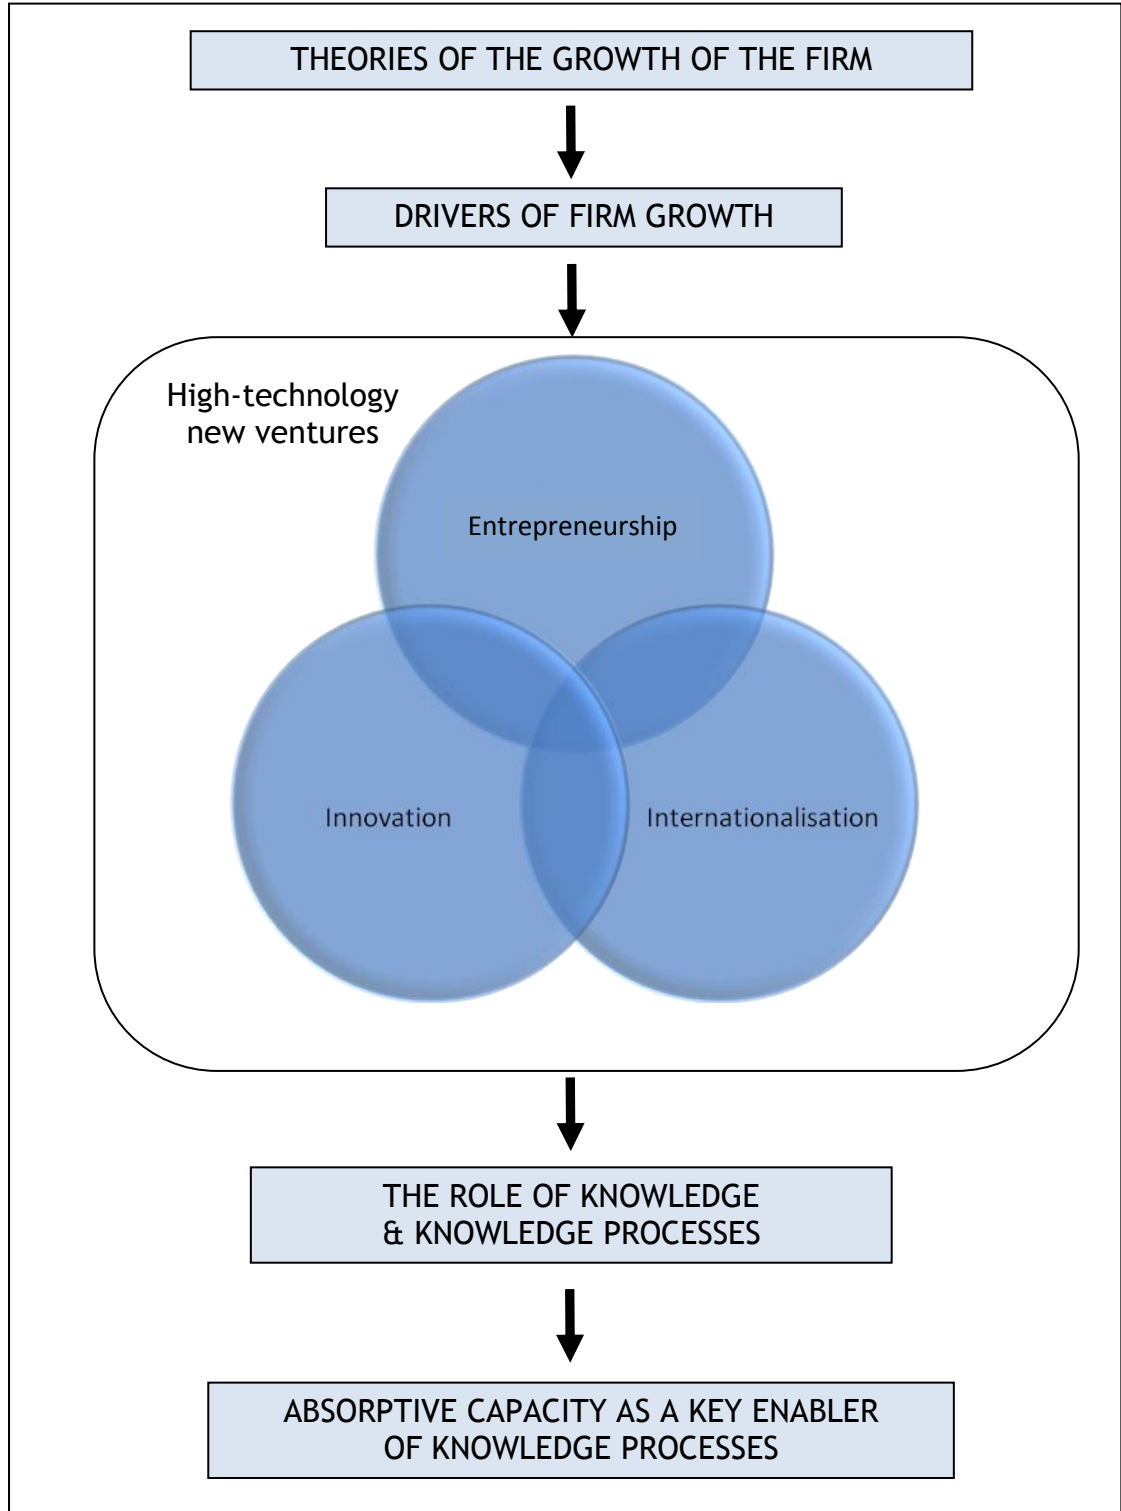 THEORIES OF THE GROWTH OF THE FIRM
DRIVERS OF FIRM GROWTH
High-technology
new ventures
Entrepreneurship
Innovation
Internationalisation
THE ROLE OF KNOWLEDGE
& KNOWLEDGE PROCESSES
ABSORPTIVE CAPACITY AS A KEY ENABLER
OF KNOWLEDGE PROCESSES